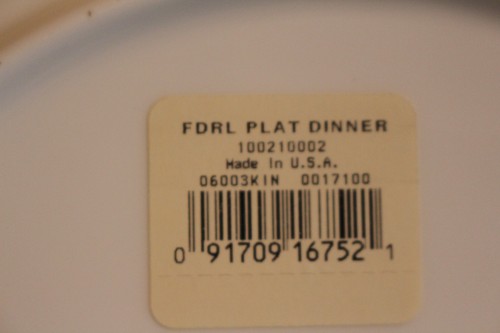 FDRL PLAT DINNER
100210002
Made In U.S.A.
06003KIN 0017100
0 91709 16752 1